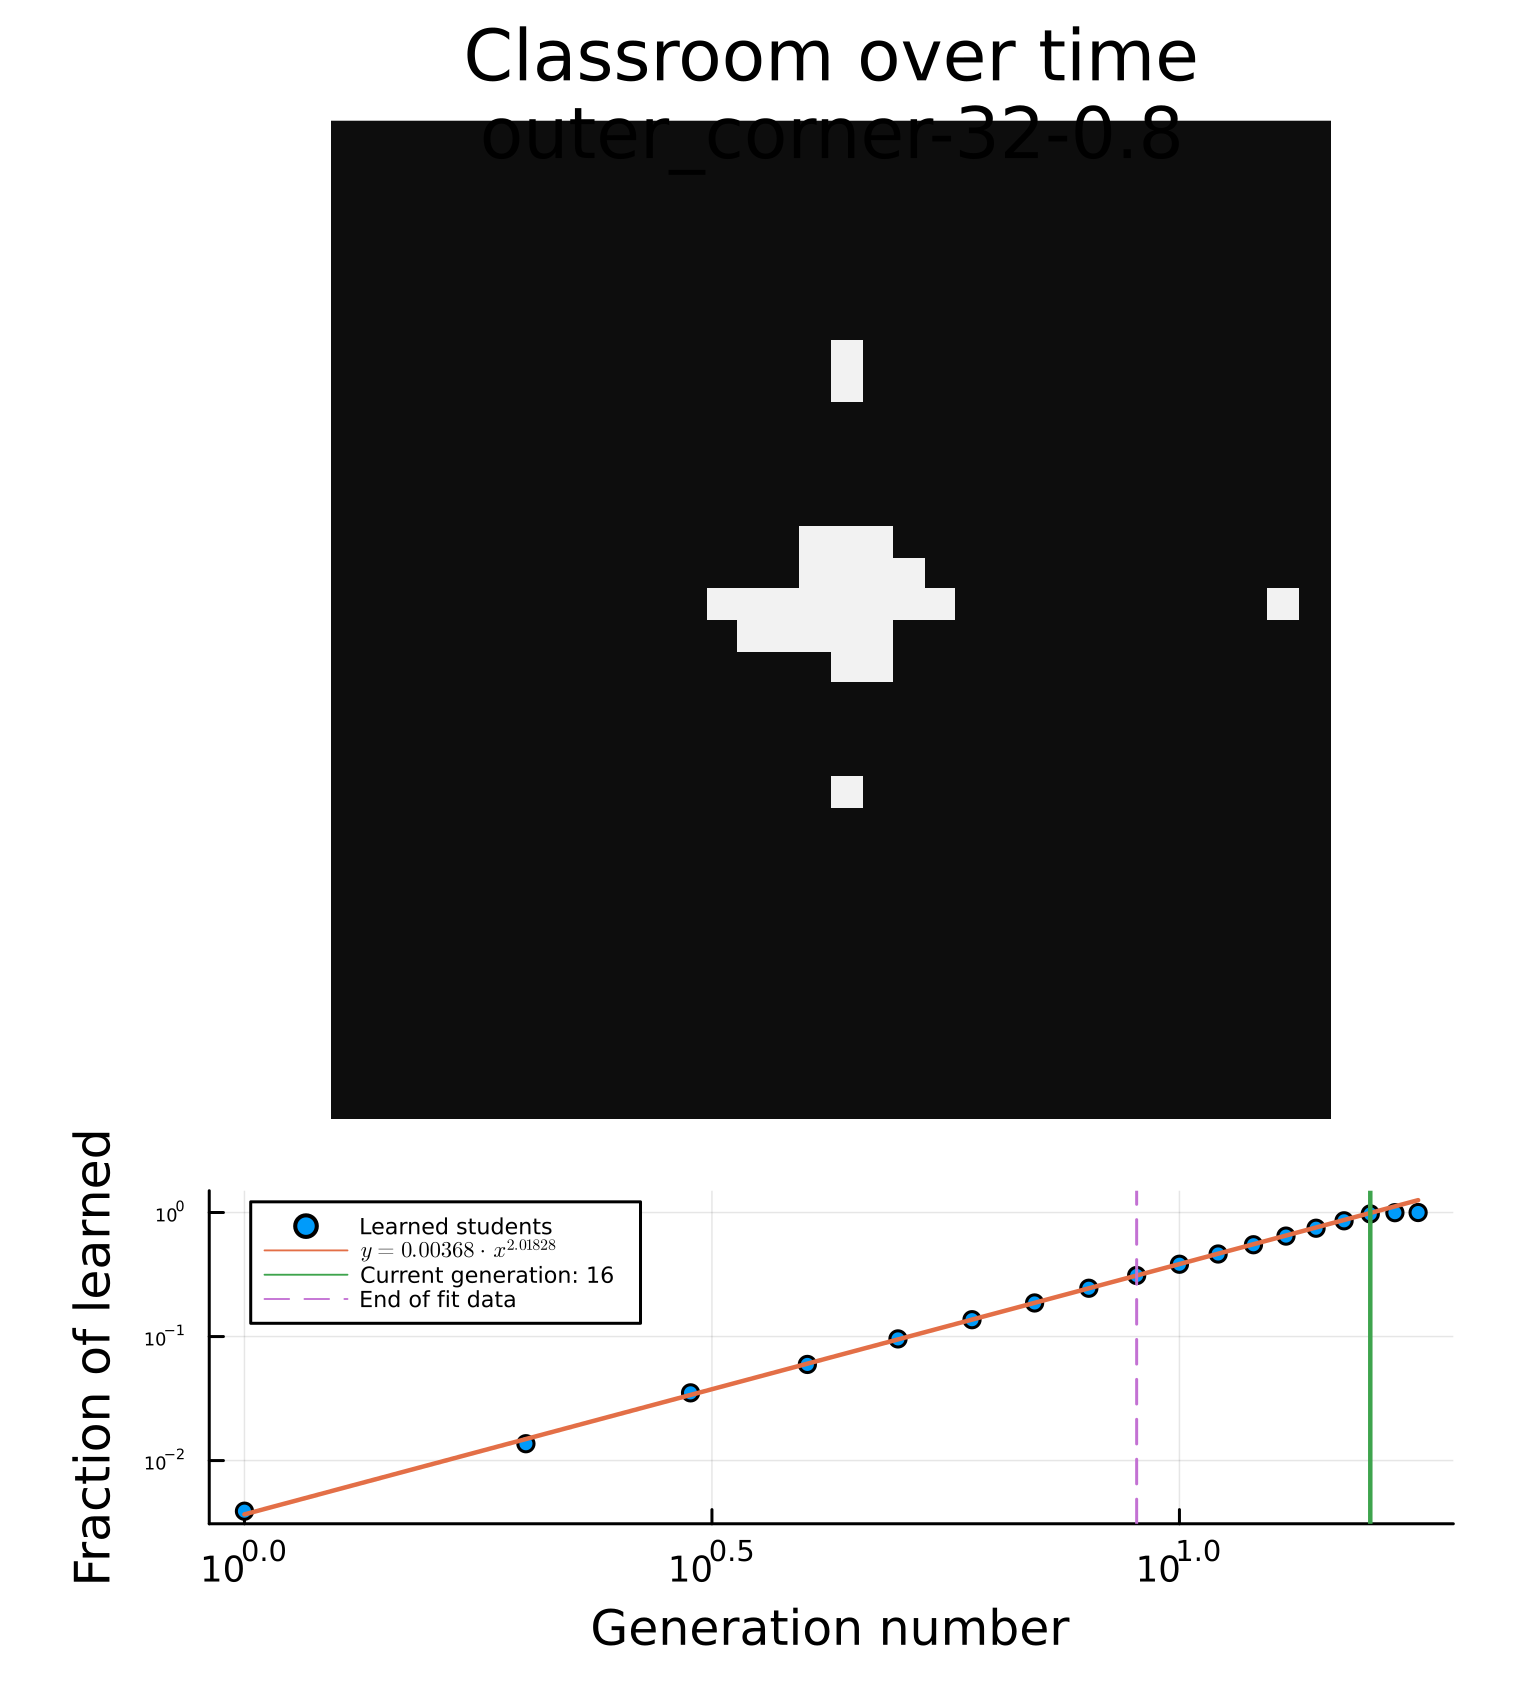 Classroom over time
outer_corner-32-0.8
Fraction of learned
10^0
10^-1
10^-2
Learned students
y = 0.00368 · x^2.01828
Current generation: 16
End of fit data
10^0.0
10^0.5
10^1.0
Generation number